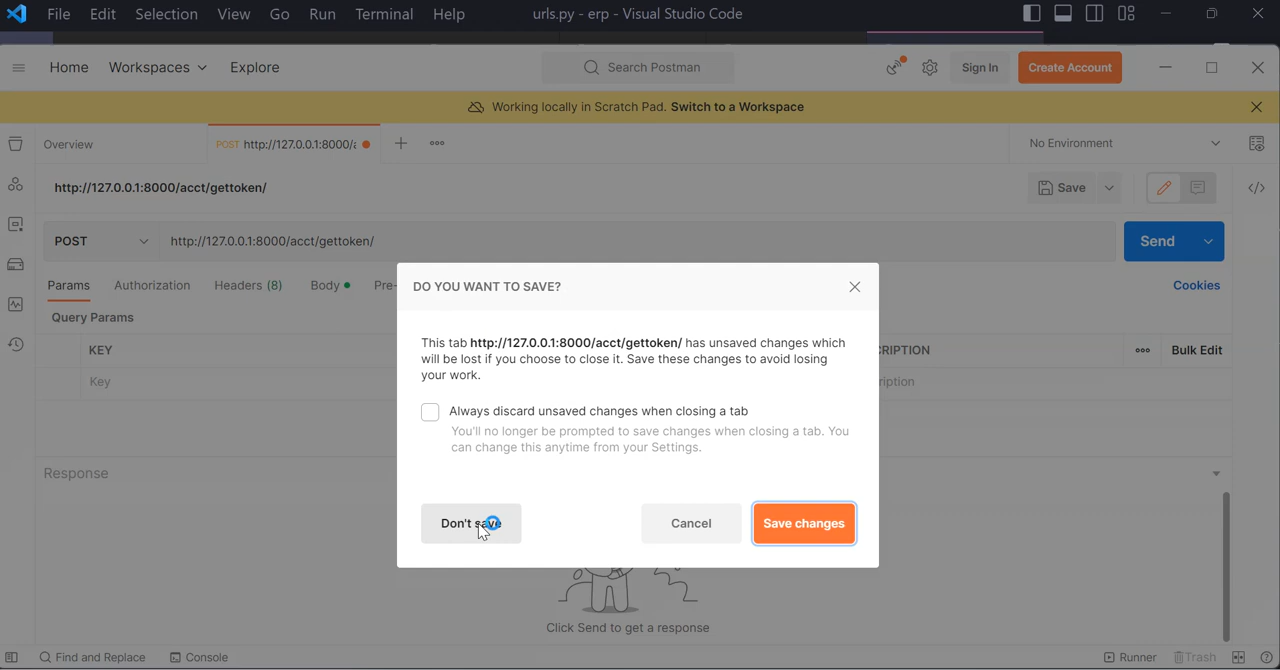 File Edit Selection View Go Run Terminal Help urls.py - erp - Visual Studio Code
Home Workspaces Explore Search Postman Sign In Create Account
Working locally in Scratch Pad. Switch to a Workspace
Overview POST http://127.0.0.1:8000/ No Environment
http://127.0.0.1:8000/acct/gettoken/ Save
POST http://127.0.0.1:8000/acct/gettoken/ Send
Params Authorization Headers (8) Body Pre- Cookies
Query Params
KEY RIPTION Bulk Edit
Key ription
DO YOU WANT TO SAVE?
This tab http://127.0.0.1:8000/acct/gettoken/ has unsaved changes which
will be lost if you choose to close it. Save these changes to avoid losing
your work.
Always discard unsaved changes when closing a tab
You'll no longer be prompted to save changes when closing a tab. You
can change this anytime from your Settings.
Don't save Cancel Save changes
Response
Click Send to get a response
Find and Replace Console Runner Trash